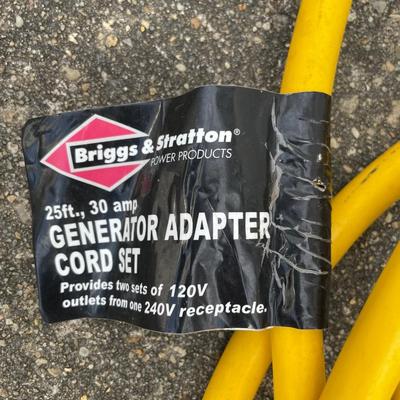 Briggs & Stratton®
POWER PRODUCTS
25ft., 30 amp
GENERATOR ADAPTER
CORD SET
Provides two sets of 120V
outlets from one 240V receptacle.